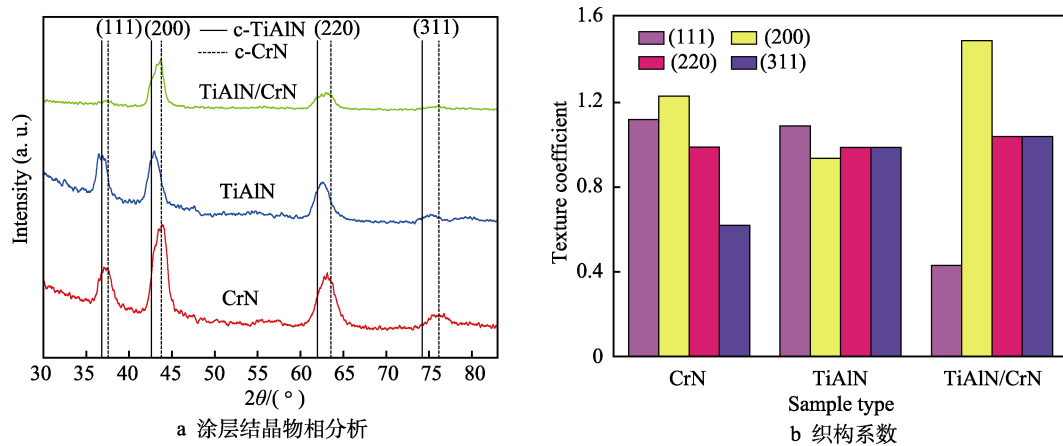 (111) (200) (220) (311)
c-TiAlN
c-CrN
TiAlN/CrN
TiAlN
CrN
Intensity (a. u.)
30 35 40 45 50 55 60 65 70 75 80
2θ/( ° )
a 涂层结晶物相分析
1.6
1.2
0.8
0.4
0
Texture coefficient
(111) (200)
(220) (311)
CrN TiAlN TiAlN/CrN
Sample type
b 织构系数